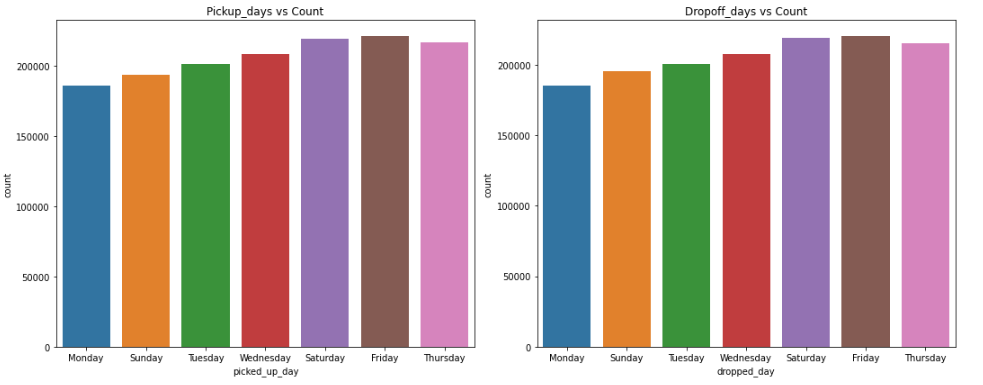 Pickup_days vs Count
count
200000
150000
100000
50000
0
Monday Sunday Tuesday Wednesday Saturday Friday Thursday
picked_up_day
Dropoff_days vs Count
count
200000
150000
100000
50000
0
Monday Sunday Tuesday Wednesday Saturday Friday Thursday
dropped_day